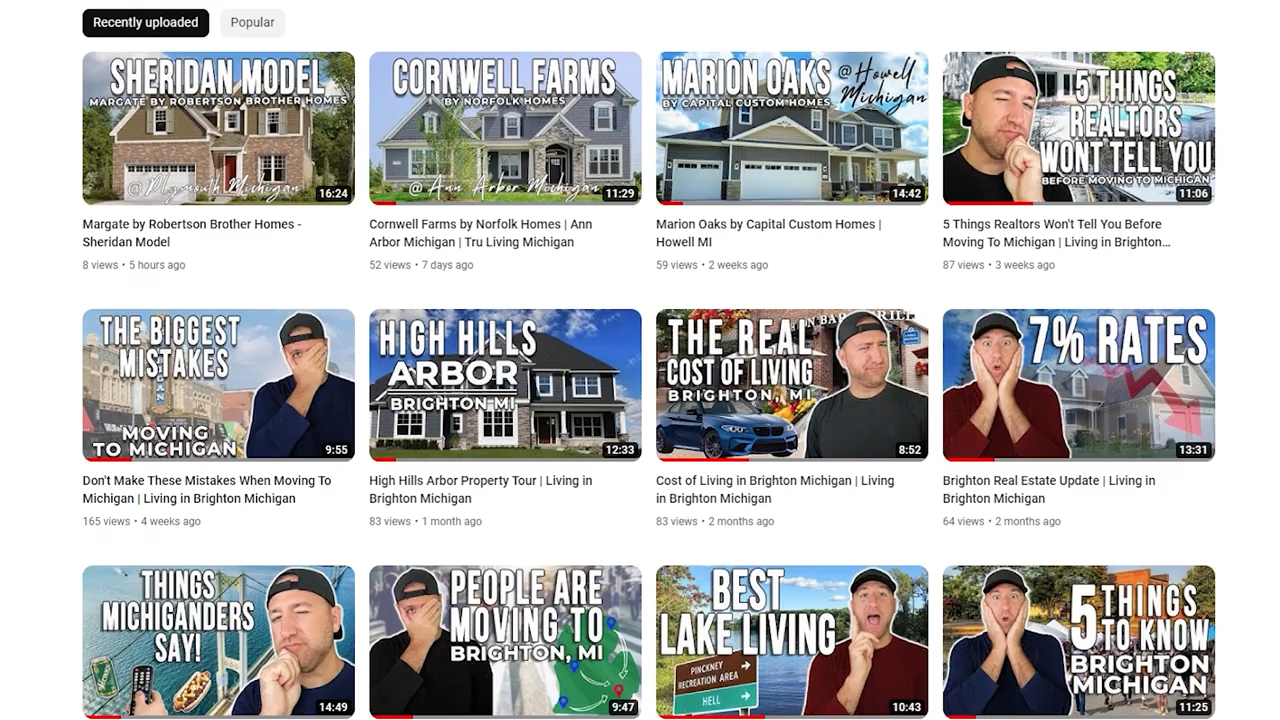 Recently uploaded
Popular
SHERIDAN MODEL
MARGATE BY ROBERTSON BROTHER HOMES
@ Plymouth Michigan
16:24
CORNWELL FARMS
BY NORFOLK HOMES
@ Ann Arbor Michigan
11:29
MARION OAKS
BY CAPITAL CUSTOM HOMES
@ Howell
Michigan
14:42
5 THINGS
REALTORS
WONT TELL YOU
BEFORE MOVING TO MICHIGAN
11:06
Margate by Robertson Brother Homes -
Sheridan Model
8 views • 5 hours ago
Cornwell Farms by Norfolk Homes | Ann
Arbor Michigan | Tru Living Michigan
52 views • 7 days ago
Marion Oaks by Capital Custom Homes |
Howell MI
59 views • 2 weeks ago
5 Things Realtors Won't Tell You Before
Moving To Michigan | Living in Brighton...
87 views • 3 weeks ago
THE BIGGEST
MISTAKES
MOVING
TO MICHIGAN
9:55
HIGH HILLS
ARBOR
BRIGHTON MI
12:33
THE REAL
COST OF LIVING
BRIGHTON, MI
8:52
7% RATES
13:31
Don't Make These Mistakes When Moving To
Michigan | Living in Brighton Michigan
165 views • 4 weeks ago
High Hills Arbor Property Tour | Living in
Brighton Michigan
83 views • 1 month ago
Cost of Living in Brighton Michigan | Living
in Brighton Michigan
83 views • 2 months ago
Brighton Real Estate Update | Living in
Brighton Michigan
64 views • 2 months ago
THINGS
MICHIGANDERS
SAY!
14:49
PEOPLE ARE
MOVING TO
BRIGHTON, MI
9:47
BEST
LAKE LIVING
PINCKNEY
RECREATION AREA
HELL
10:43
5 THINGS
TO KNOW
BRIGHTON
MICHIGAN
11:25